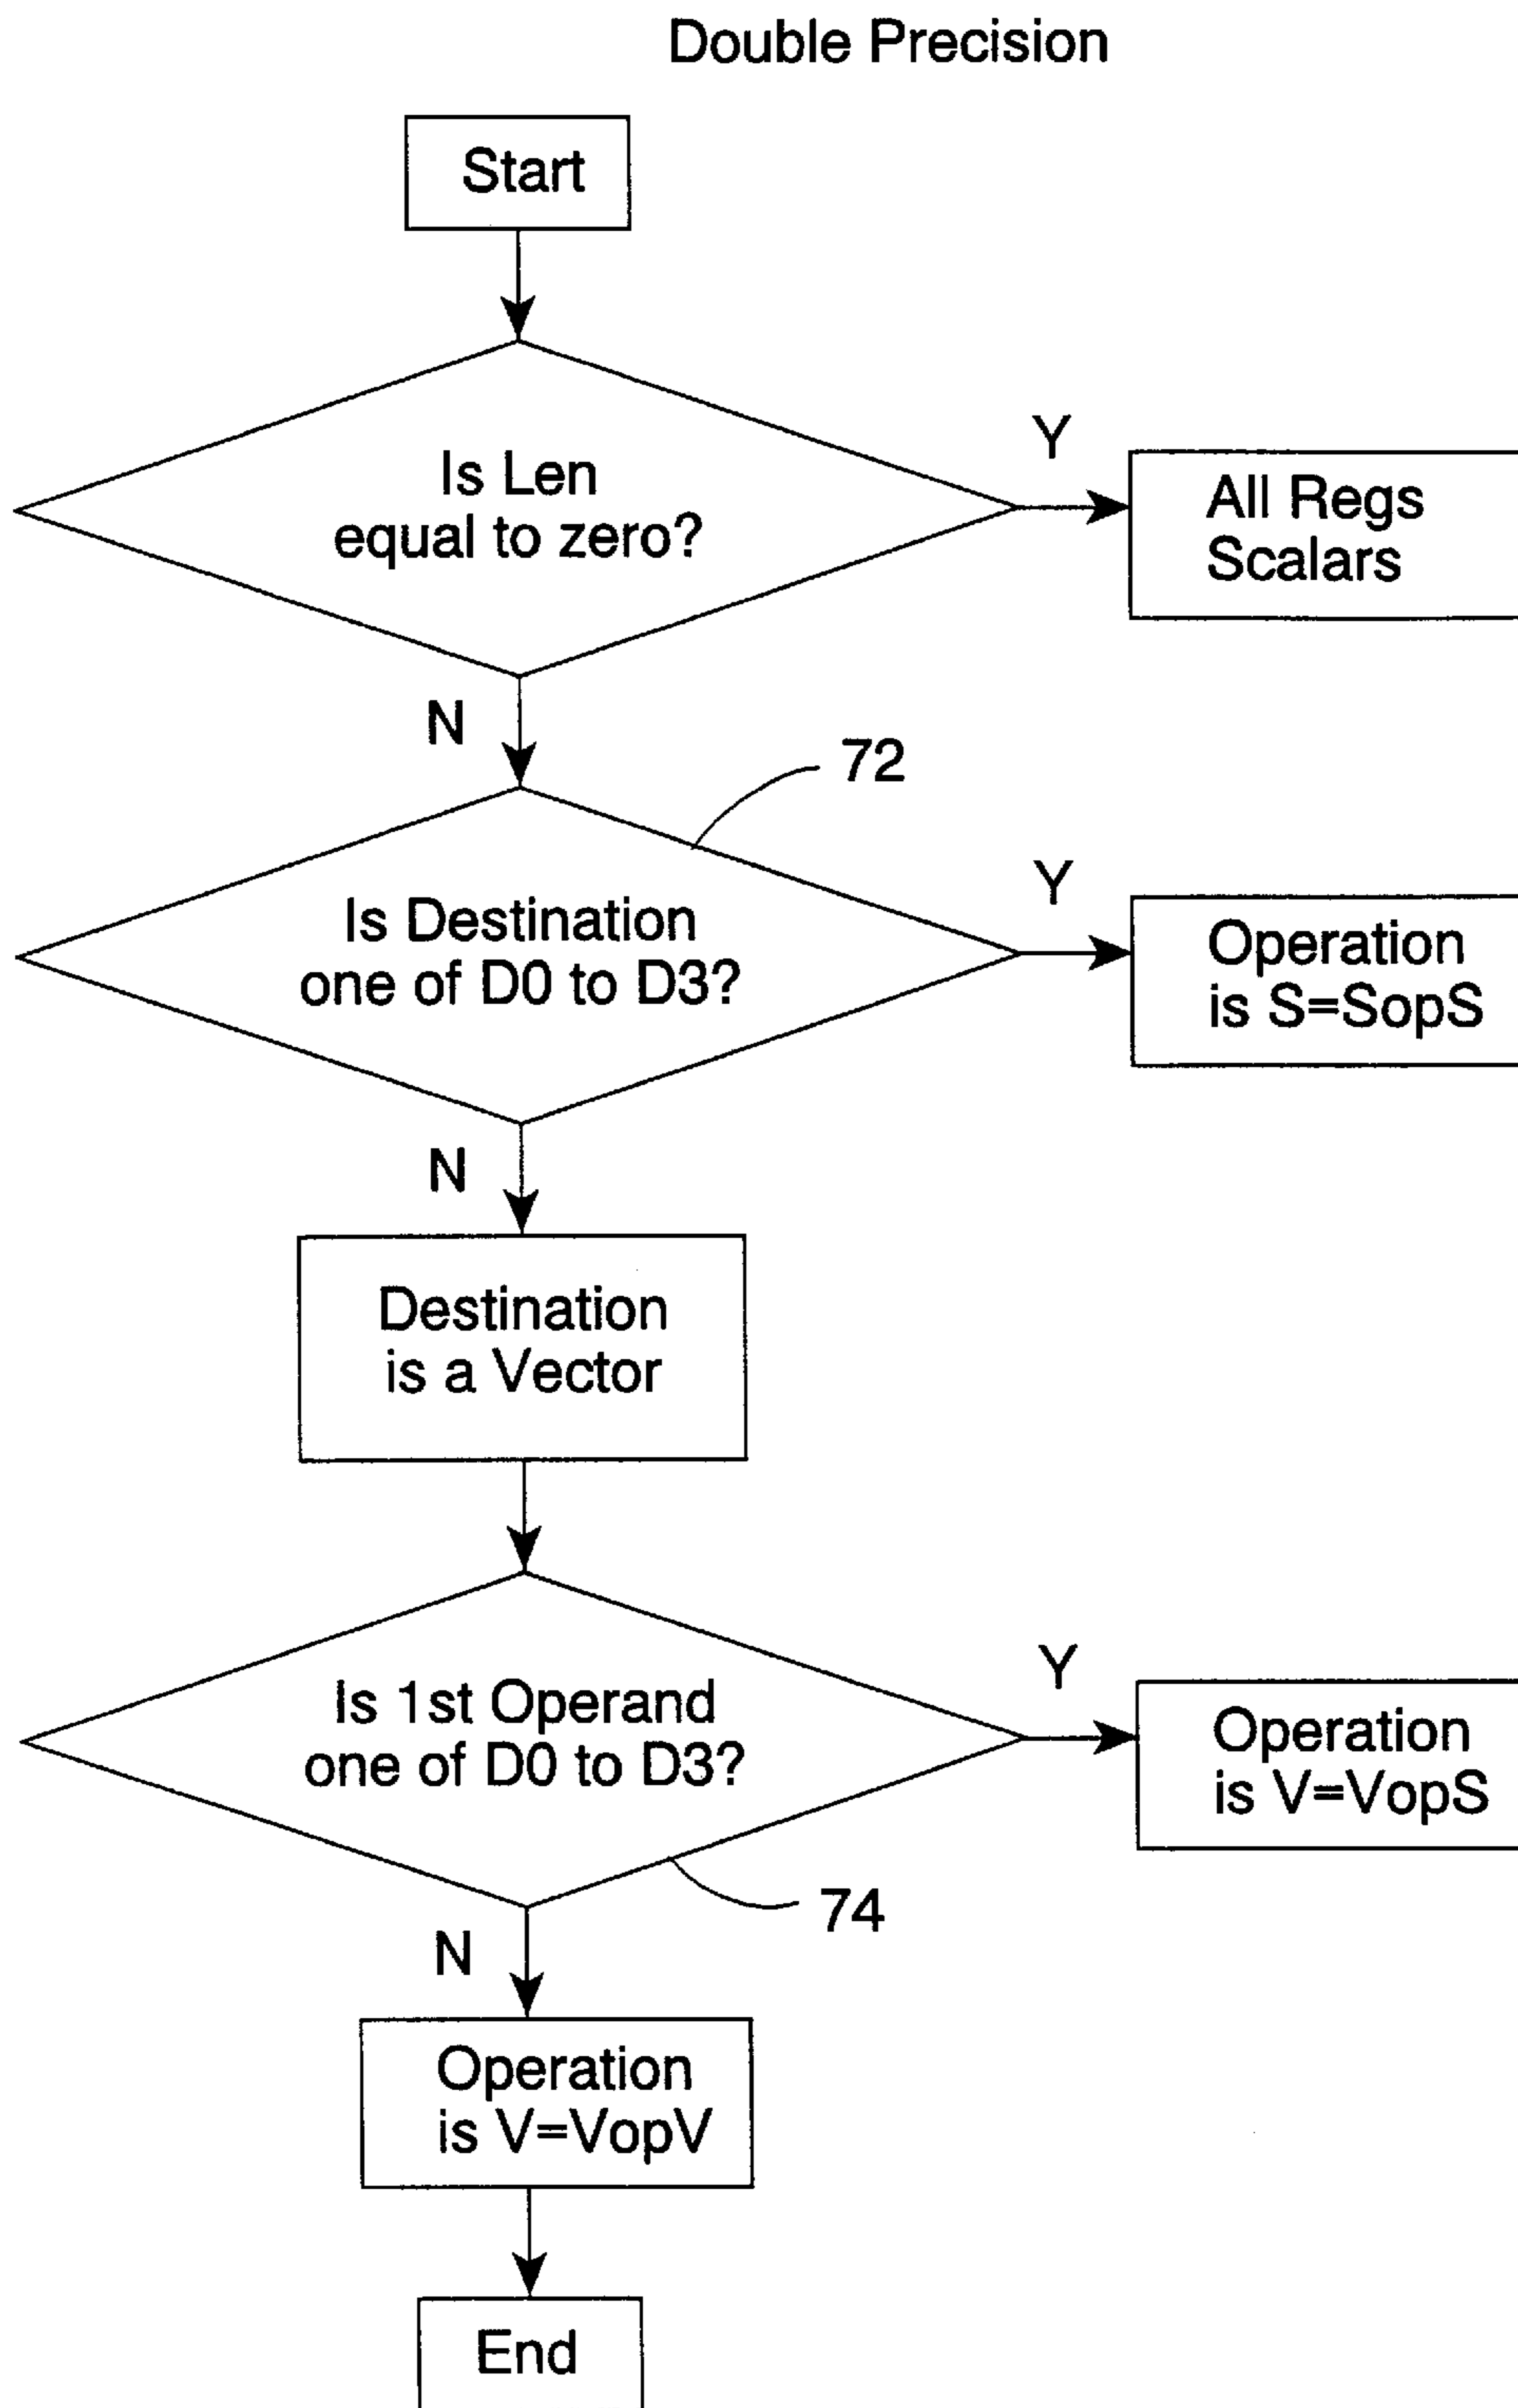 Double Precision
Start
Is Len
equal to zero?
Y
All Regs
Scalars
N
72
Is Destination
one of D0 to D3?
Y
Operation
is S=SopS
N
Destination
is a Vector
Is 1st Operand
one of D0 to D3?
Y
Operation
is V=VopS
74
N
Operation
is V=VopV
End